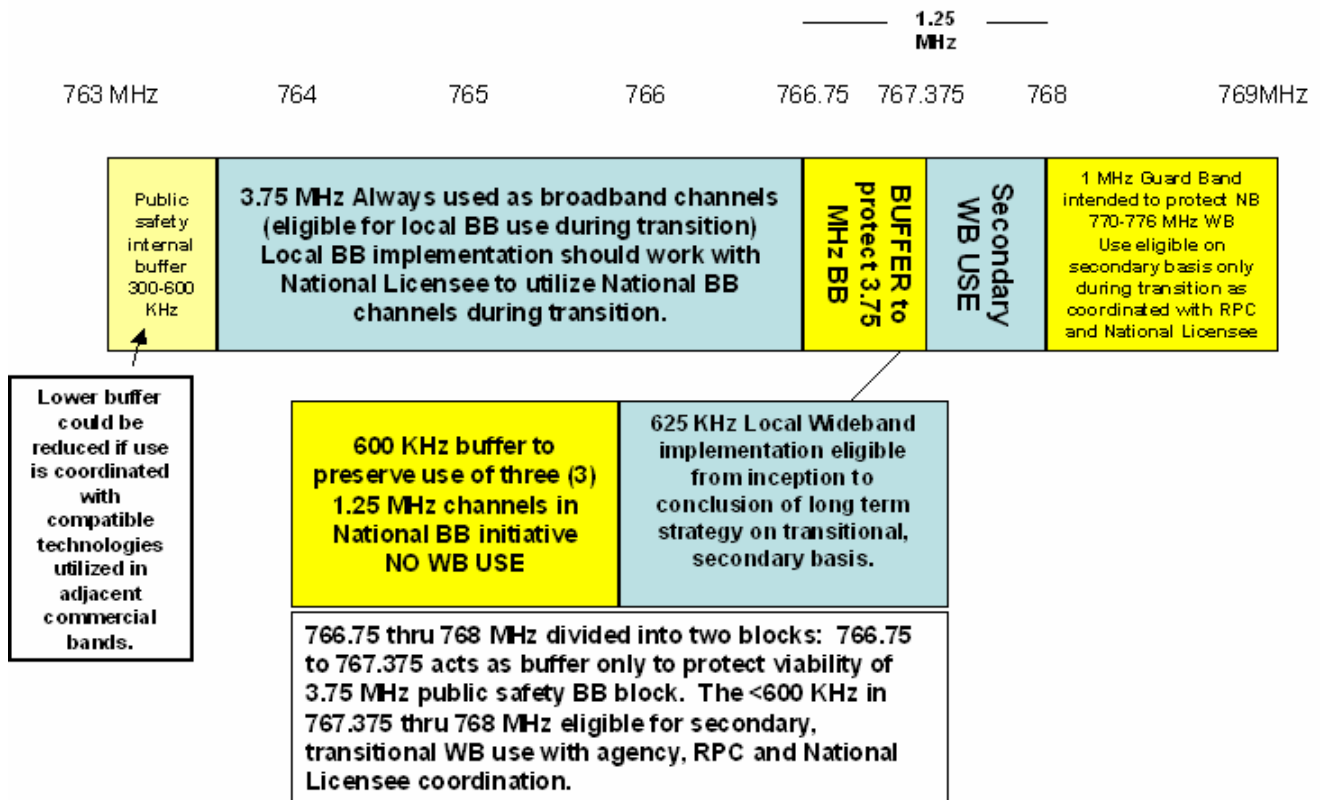 1.25
MHz
763 MHz 764 765 766 766.75 767.375 768 769MHz
Public
safety
internal
buffer
300-600
KHz
3.75 MHz Always used as broadband channels
(eligible for local BB use during transition)
Local BB implementation should work with
National Licensee to utilize National BB
channels during transition.
BUFFER to
protect 3.75
MHz BB
Secondary
WB USE
1 MHz Guard Band
intended to protect NB
770-776 MHz WB
Use eligible on
secondary basis only
during transition as
coordinated with RPC
and National Licensee
Lower buffer
could be
reduced if use
is coordinated
with
compatible
technologies
utilized in
adjacent
commercial
bands.
600 KHz buffer to
preserve use of three (3)
1.25 MHz channels in
National BB initiative
NO WB USE
625 KHz Local Wideband
implementation eligible
from inception to
conclusion of long term
strategy on transitional,
secondary basis.
766.75 thru 768 MHz divided into two blocks: 766.75
to 767.375 acts as buffer only to protect viability of
3.75 MHz public safety BB block. The <600 KHz in
767.375 thru 768 MHz eligible for secondary,
transitional WB use with agency, RPC and National
Licensee coordination.